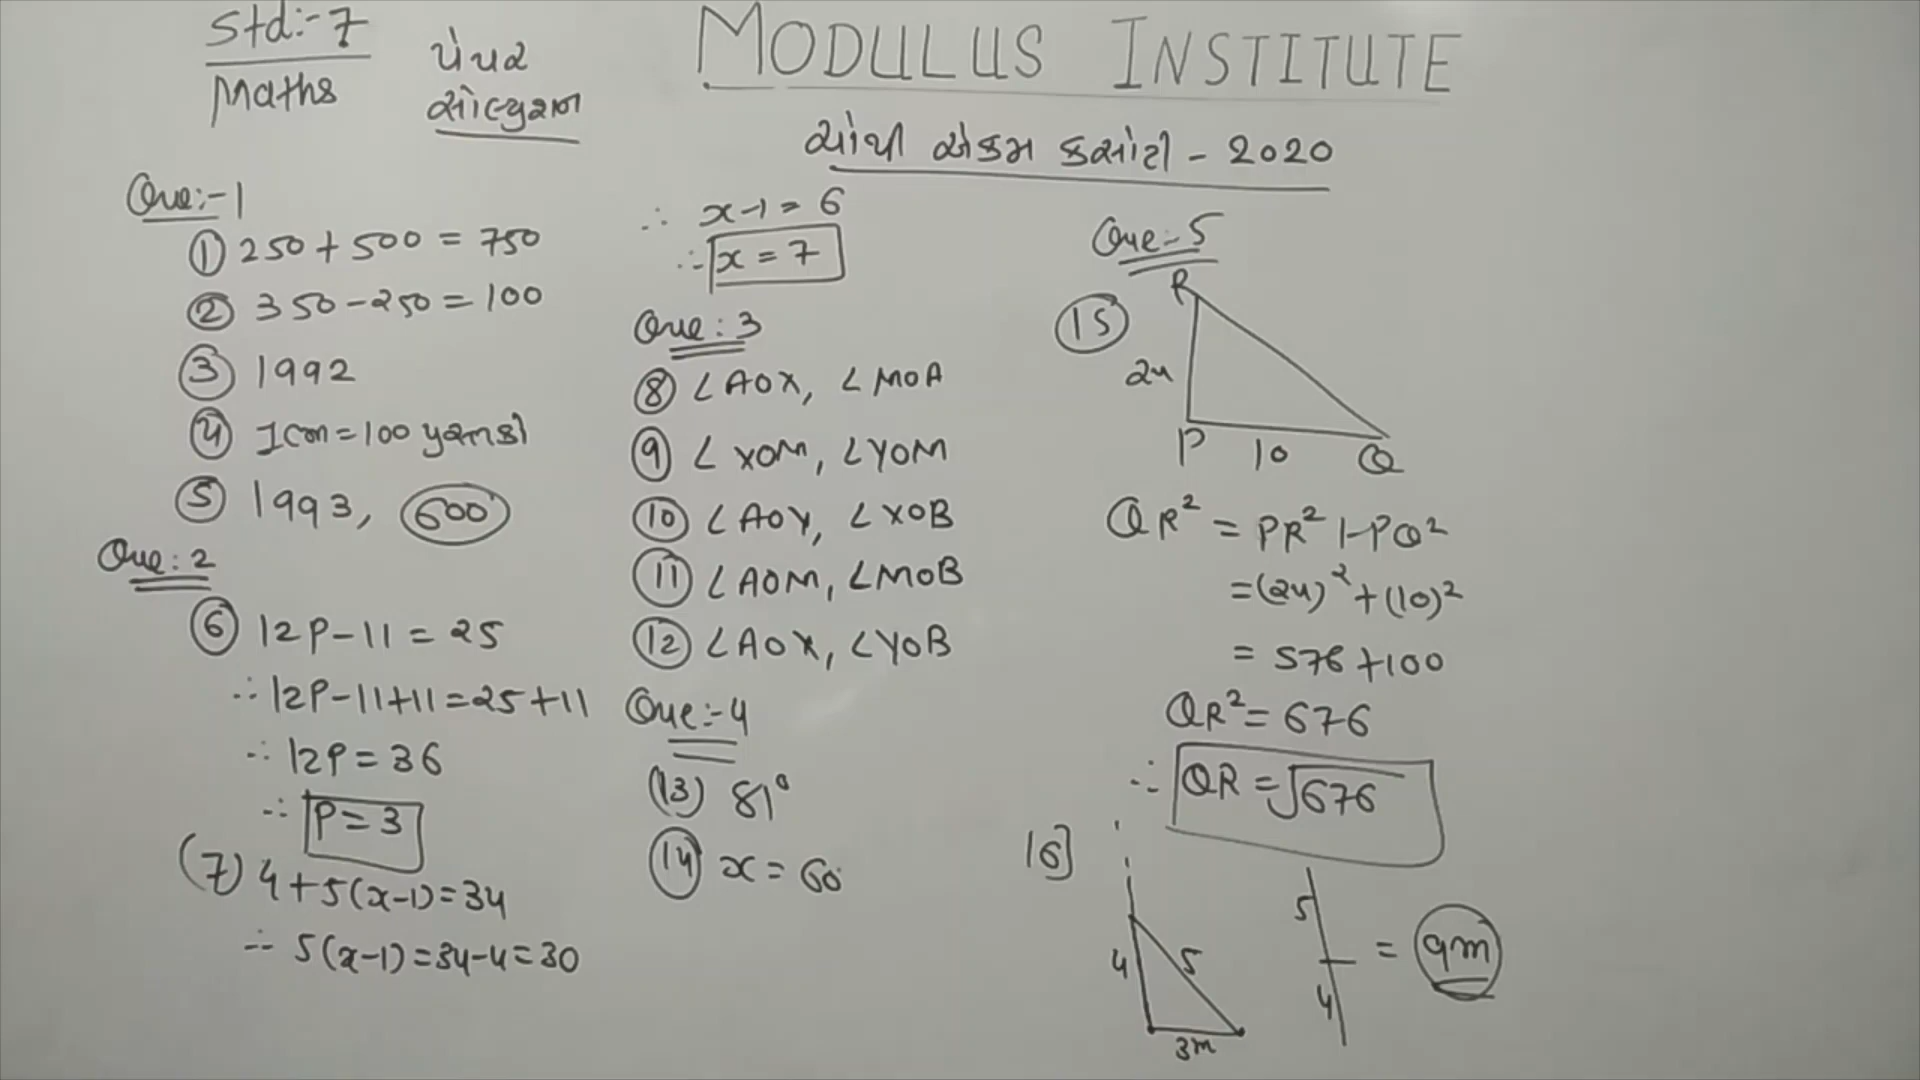 Std:-7
Maths
પેપર
સોલ્યુશન
MODULUS INSTITUTE
સાંચી એકમ કસોટી - 2020
Que:-1
① 250 + 500 = 750
② 350 - 250 = 100
③ 1992
④ 1cm = 100
⑤ 1993, 600
Que:2
⑥ 12P-11 = 25
∴ 12P-11+11 = 25+11
∴ 12P = 36
∴ P = 3
(7) 4+5(x-1)=34
∴ 5(x-1)=34-4=30
∴ x-1 = 6
∴ x = 7
Que:3
⑧ ∠AOX, ∠MOA
⑨ ∠XOM, ∠YOM
⑩ ∠AOY, ∠XOB
⑪ ∠AOM, ∠MOB
⑫ ∠AOX, ∠YOB
Que:-4
(13) 81°
⑭ x = 60
Que-5
⑮
R
24
P 10 Q
QR² = PR² + PQ²
= (24)² + (10)²
= 576 + 100
QR² = 676
∴ QR = √676
16]
4 5
3m
5
4
= 9m